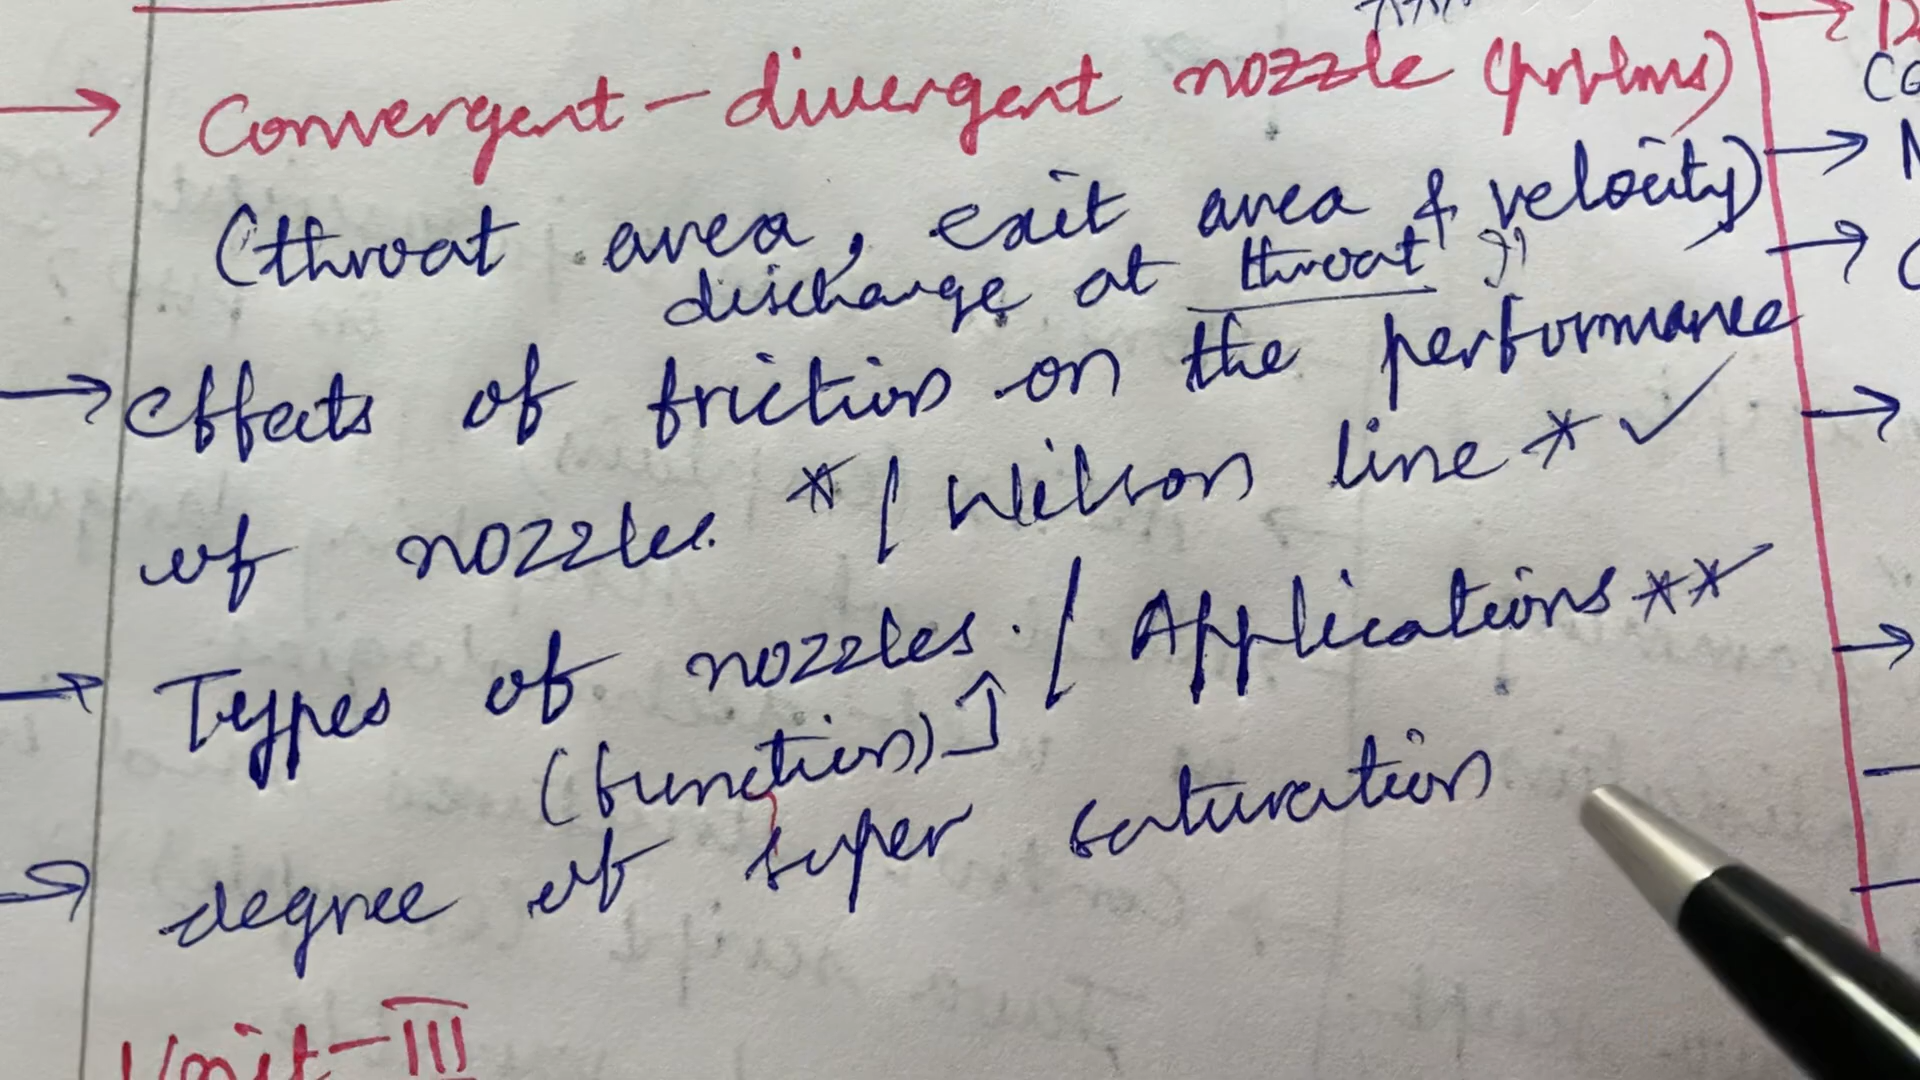 → Convergent - divergent nozzle (problms)
(throat area, exit area & velocity)
discharge at throat "
→ effects of friction on the performance
of nozzles. * / Wilson line * ✓
→ Types of nozzles. / Applications **
(function)
→ degree of super saturation
Unit-III